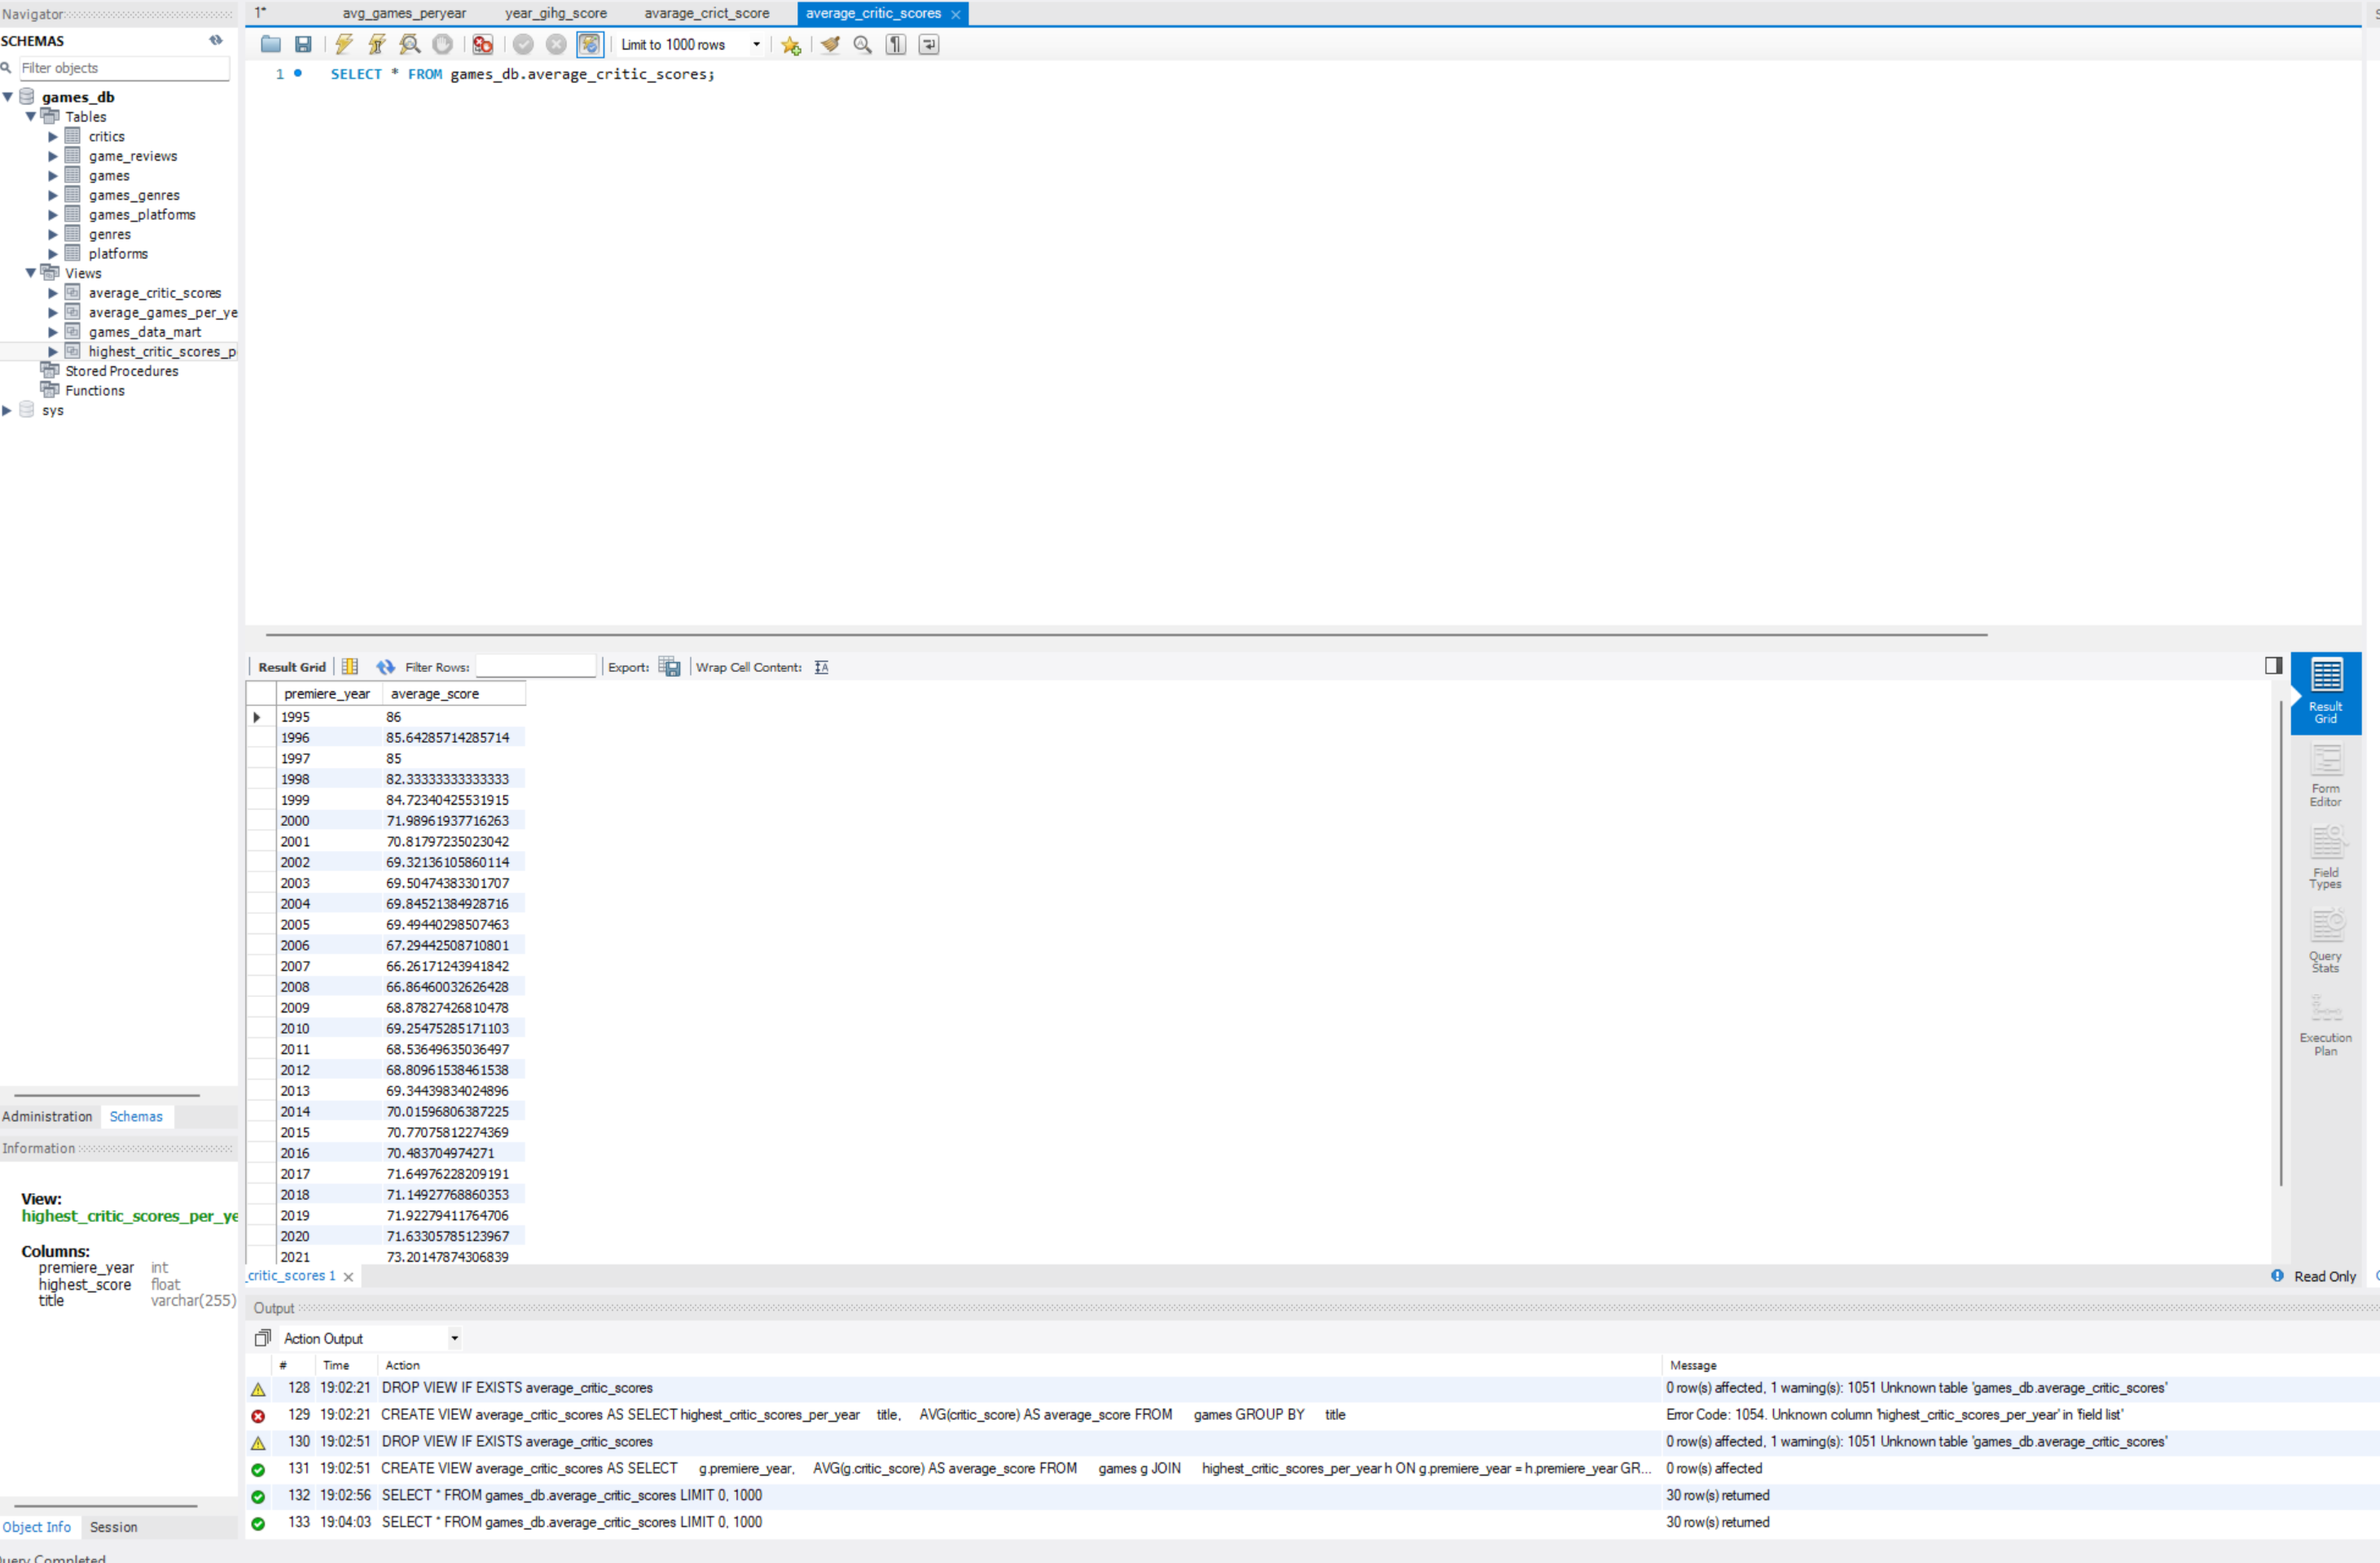 Navigator
SCHEMAS
Filter objects
games_db
Tables
critics
game_reviews
games
games_genres
games_platfoms
genres
platforms
Views
average_critic_scores
average_games_per_ye
games_data_mart
highest_critic_scores_p
Stored Procedures
Functions
sys
Administration Schemas
Information
View:
highest_critic_scores_per_ye
Columns:
premiere_year int
highest_score float
title varchar(255)
Object Info Session
Query Completed
1* avg_games_peryear year_gihg_score avarage_crict_score average_critic_scores
Limit to 1000 rows
1 SELECT * FROM games_db.average_critic_scores;
Result Grid Filter Rows: Export: Wrap Cell Content:
premiere_year average_score
1995 86
1996 85.64285714285714
1997 85
1998 82.33333333333333
1999 84.72340425531915
2000 71.98961937716263
2001 70.81797235023042
2002 69.32136105860114
2003 69.50474383301707
2004 69.84521384928716
2005 69.49440298507463
2006 67.29442508710801
2007 66.26171243941842
2008 66.86460032626428
2009 68.87827426810478
2010 69.25475285171103
2011 68.53649635036497
2012 68.80961538461538
2013 69.34439834024896
2014 70.01596806387225
2015 70.77075812274369
2016 70.483704974271
2017 71.64976228209191
2018 71.14927768860353
2019 71.92279411764706
2020 71.63305785123967
2021 73.20147874306839
Result
Grid
Form
Editor
Field
Types
Query
Stats
Execution
Plan
_critic_scores 1
Read Only
Output
Action Output
# Time Action Message
128 19:02:21 DROP VIEW IF EXISTS average_critic_scores 0 row(s) affected, 1 warning(s): 1051 Unknown table 'games_db.average_critic_scores'
129 19:02:21 CREATE VIEW average_critic_scores AS SELECT highest_critic_scores_per_year title, AVG(critic_score) AS average_score FROM games GROUP BY title Error Code: 1054. Unknown column 'highest_critic_scores_per_year' in 'field list'
130 19:02:51 DROP VIEW IF EXISTS average_critic_scores 0 row(s) affected, 1 warning(s): 1051 Unknown table 'games_db.average_critic_scores'
131 19:02:51 CREATE VIEW average_critic_scores AS SELECT g.premiere_year, AVG(g.critic_score) AS average_score FROM games g JOIN highest_critic_scores_per_year h ON g.premiere_year = h.premiere_year GR... 0 row(s) affected
132 19:02:56 SELECT * FROM games_db.average_critic_scores LIMIT 0, 1000 30 row(s) returned
133 19:04:03 SELECT * FROM games_db.average_critic_scores LIMIT 0, 1000 30 row(s) returned